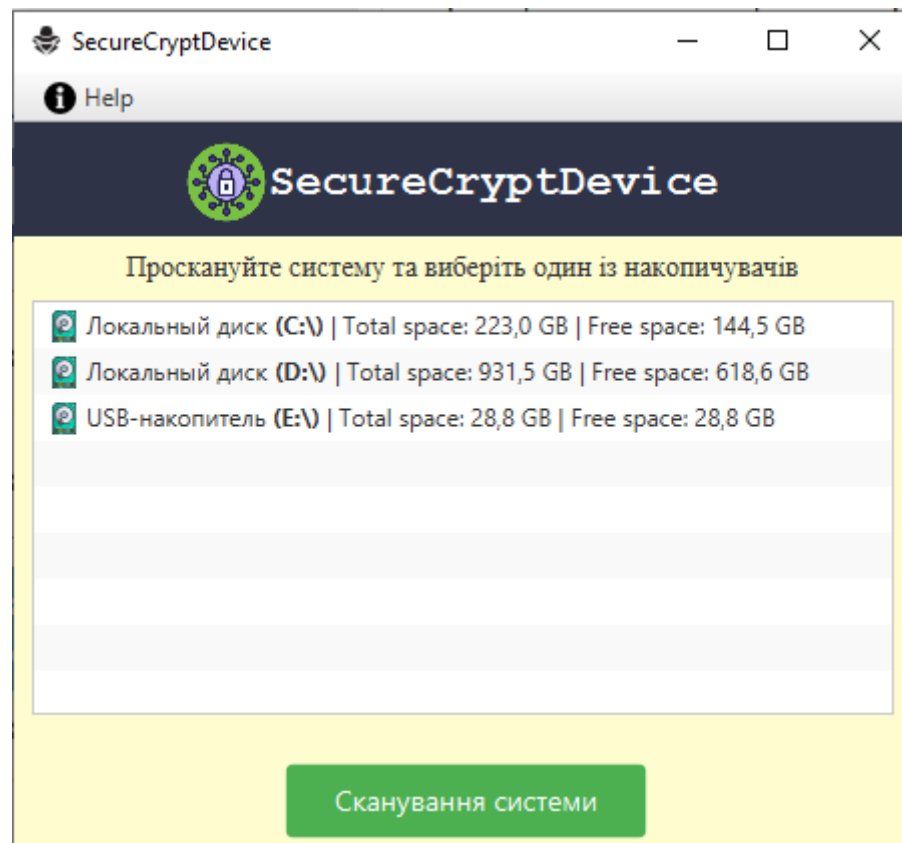 SecureCryptDevice
Help
SecureCryptDevice
Проскануйте систему та виберіть один із накопичувачів
Локальный диск (C:\) | Total space: 223,0 GB | Free space: 144,5 GB
Локальный диск (D:\) | Total space: 931,5 GB | Free space: 618,6 GB
USB-накопитель (E:\) | Total space: 28,8 GB | Free space: 28,8 GB
Сканування системи